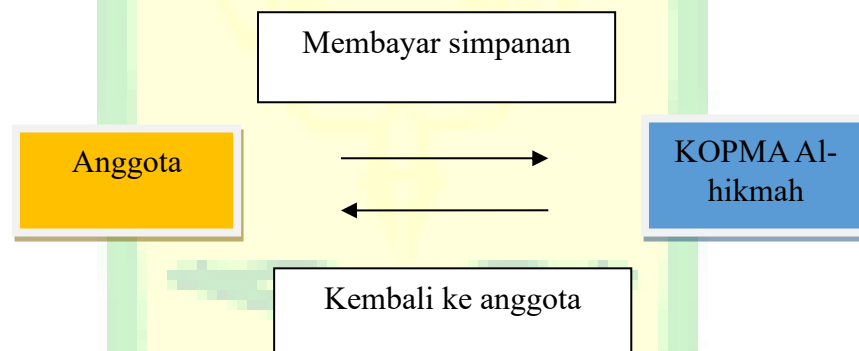 Membayar simpanan
Anggota
KOPMA Al-
hikmah
Kembali ke anggota